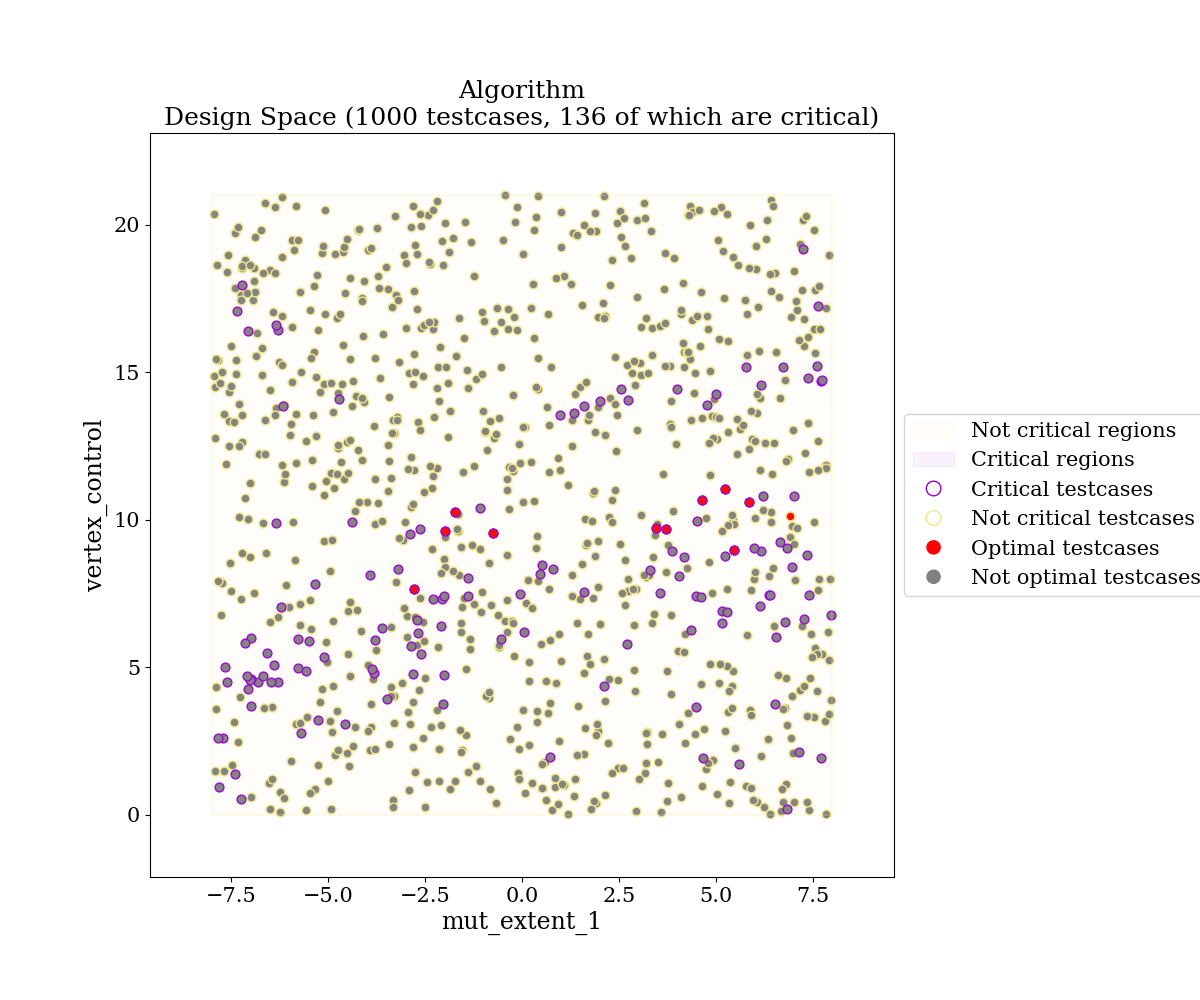 Algorithm
Design Space (1000 testcases, 136 of which are critical)
20
15
10
5
0
vertex_control
−7.5
−5.0
−2.5
0.0
2.5
5.0
7.5
mut_extent_1
Not critical regions
Critical regions
Critical testcases
Not critical testcases
Optimal testcases
Not optimal testcases